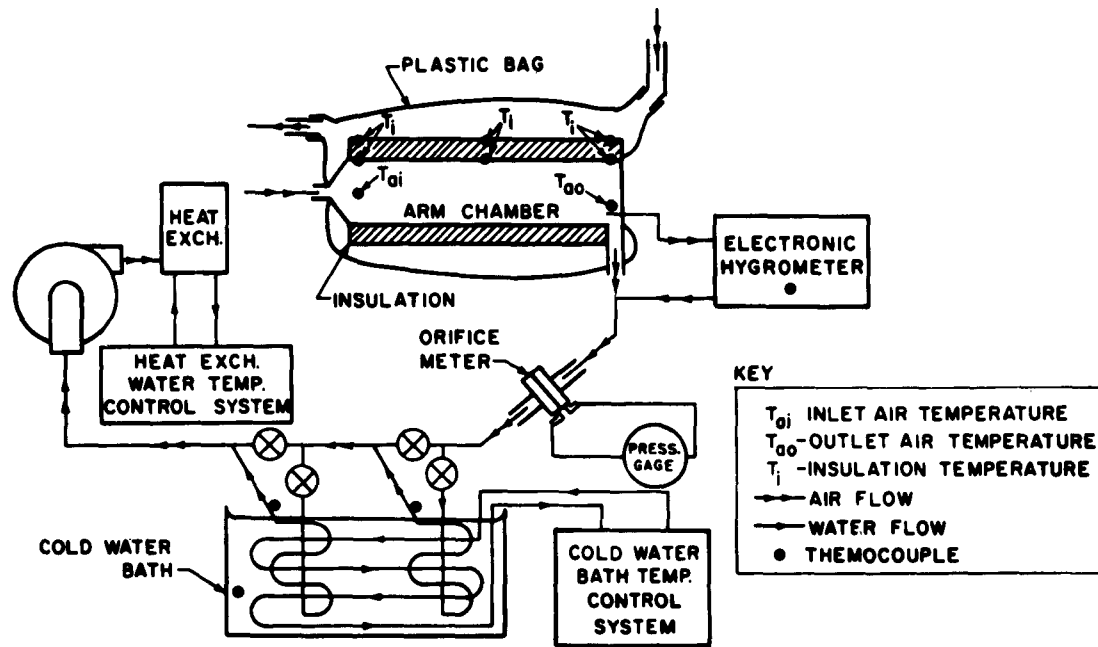 PLASTIC BAG
Ti
Ti
Ti
Tai
Tao
HEAT
EXCH.
ARM CHAMBER
ELECTRONIC
HYGROMETER
INSULATION
ORIFICE
METER
HEAT EXCH.
WATER TEMP.
CONTROL SYSTEM
PRESS.
GAGE
KEY
Tai INLET AIR TEMPERATURE
Tao-OUTLET AIR TEMPERATURE
Ti -INSULATION TEMPERATURE
AIR FLOW
WATER FLOW
THEMOCOUPLE
COLD WATER
BATH
COLD WATER
BATH TEMP.
CONTROL
SYSTEM